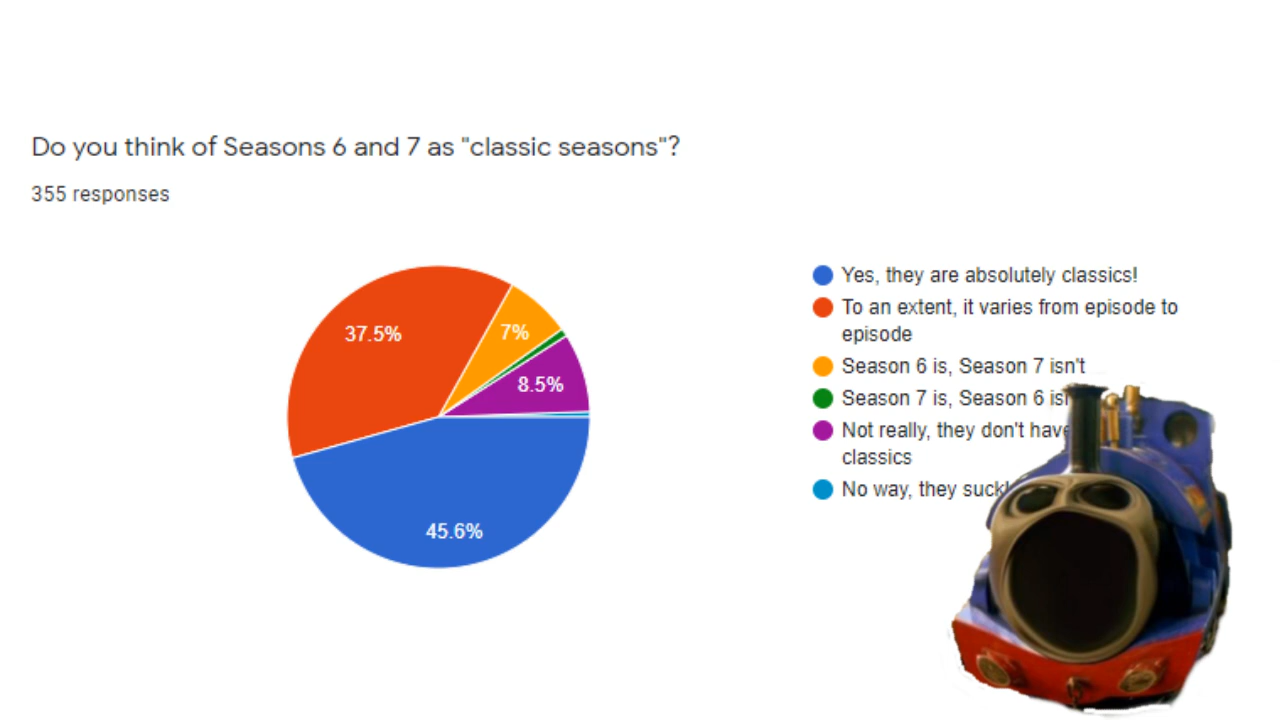 Do you think of Seasons 6 and 7 as "classic seasons"?
355 responses
37.5%
7%
8.5%
45.6%
Yes, they are absolutely classics!
To an extent, it varies from episode to
episode
Season 6 is, Season 7 isn't
Season 7 is, Season 6
Not really, they don't have
classics
No way, they suck!